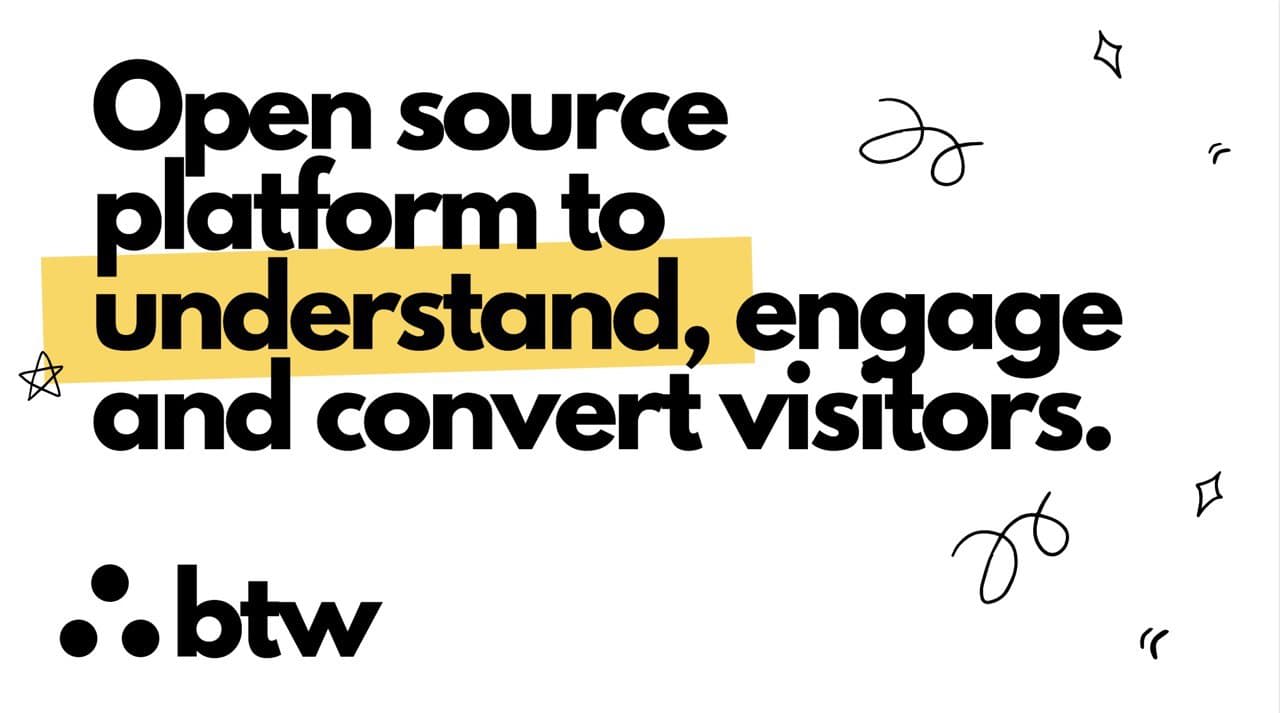 Open source
platform to
understand, engage
and convert visitors.
btw